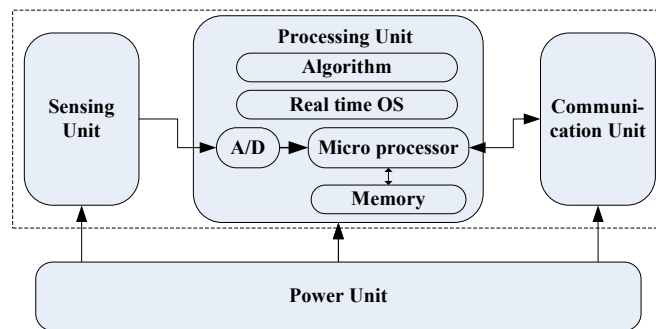 Processing Unit
Algorithm
Real time OS
Sensing
Unit
A/D
Micro processor
Memory
Communi-
cation Unit
Power Unit